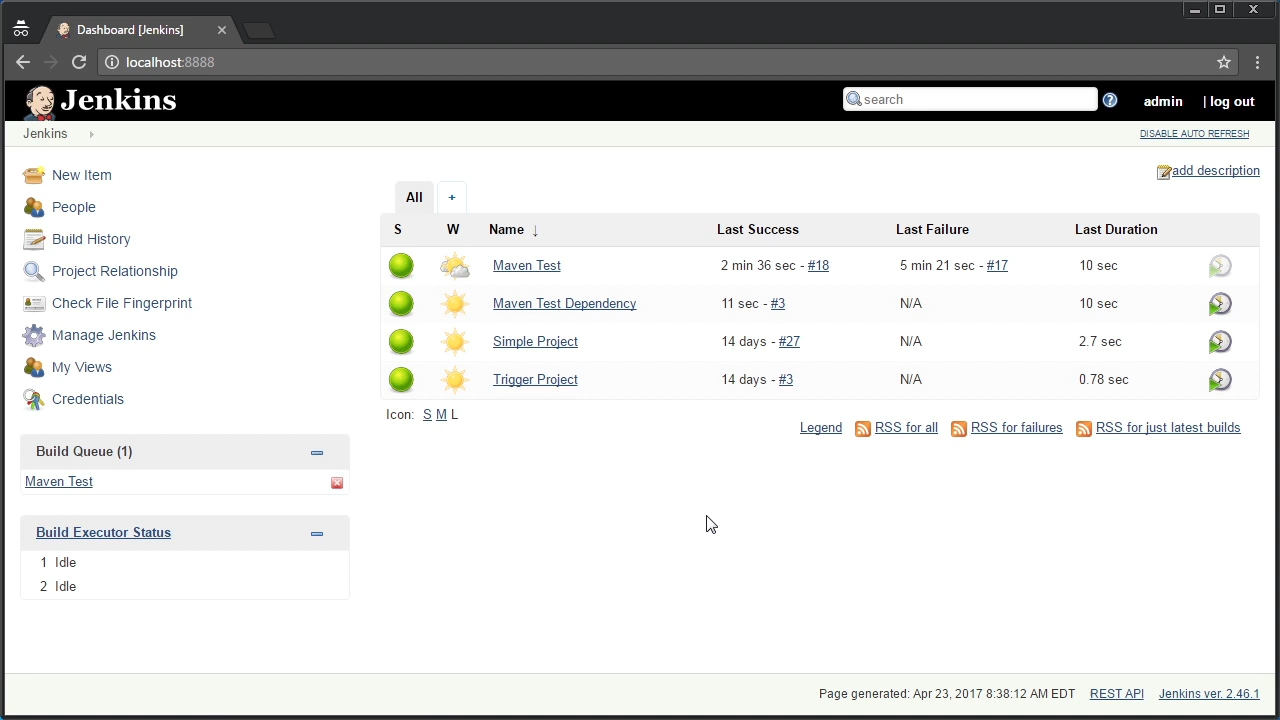 Dashboard [Jenkins]
localhost:8888
Jenkins
search
admin | log out
Jenkins
DISABLE AUTO REFRESH
New Item
People
Build History
Project Relationship
Check File Fingerprint
Manage Jenkins
My Views
Credentials
Build Queue (1)
Maven Test
Build Executor Status
1 Idle
2 Idle
add description
All +
S W Name ↓ Last Success Last Failure Last Duration
Maven Test 2 min 36 sec - #18 5 min 21 sec - #17 10 sec
Maven Test Dependency 11 sec - #3 N/A 10 sec
Simple Project 14 days - #27 N/A 2.7 sec
Trigger Project 14 days - #3 N/A 0.78 sec
Icon: S M L
Legend RSS for all RSS for failures RSS for just latest builds
Page generated: Apr 23, 2017 8:38:12 AM EDT REST API Jenkins ver. 2.46.1